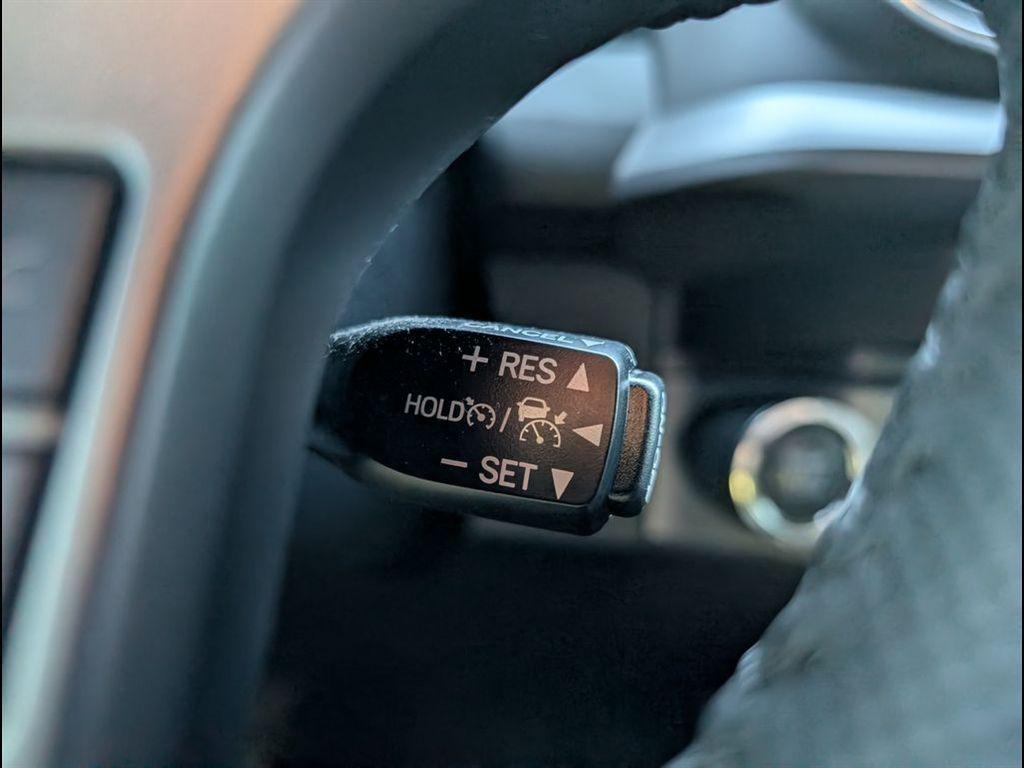 CANCEL
+ RES
HOLD /
- SET